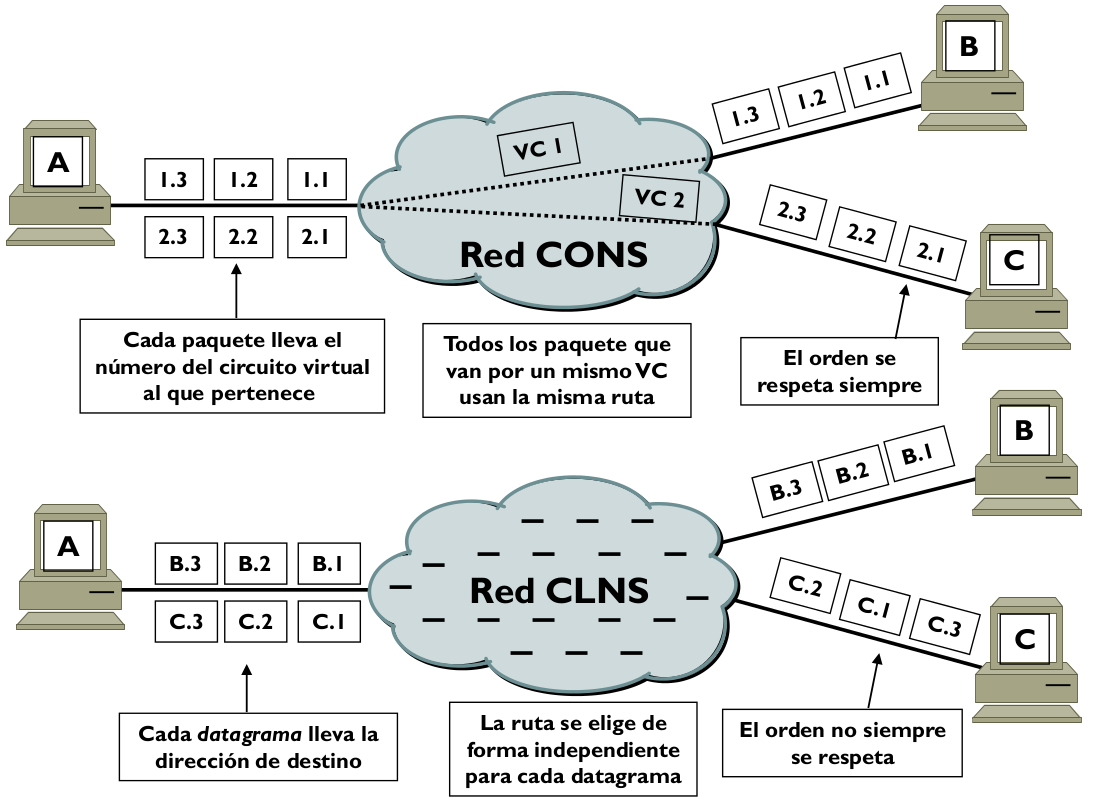 B
1.3 1.2 1.1
A
1.3 1.2 1.1
2.3 2.2 2.1
VC 1
VC 2
Red CONS
2.3 2.2 2.1
C
Cada paquete lleva el
número del circuito virtual
al que pertenece
Todos los paquete que
van por un mismo VC
usan la misma ruta
El orden se
respeta siempre
B
B.3 B.2 B.1
A
B.3 B.2 B.1
C.3 C.2 C.1
Red CLNS
C.2 C.1 C.3
C
Cada datagrama lleva la
dirección de destino
La ruta se elige de
forma independiente
para cada datagrama
El orden no siempre
se respeta